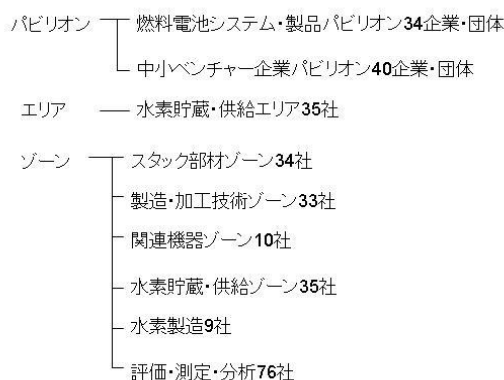 パビリオン 燃料電池システム・製品パビリオン34企業・団体
中小ベンチャー企業パビリオン40企業・団体
エリア 水素貯蔵・供給エリア35社
ゾーン スタック部材ゾーン34社
製造・加工技術ゾーン33社
関連機器ゾーン10社
水素貯蔵・供給ゾーン35社
水素製造9社
評価・測定・分析76社